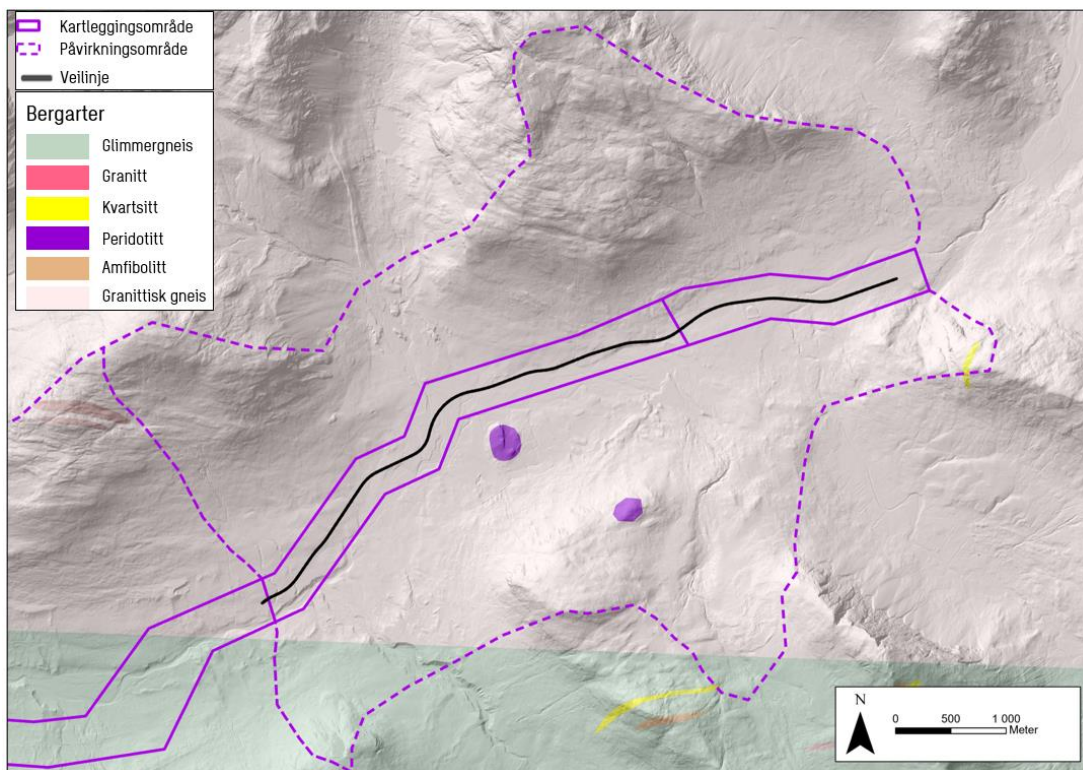 Kartleggingsområde
Påvirkningsområde
Veilinje
Bergarter
Glimmergneis
Granitt
Kvartsitt
Peridotitt
Amfibolitt
Granittisk gneis
N
0 500 1 000
Meter